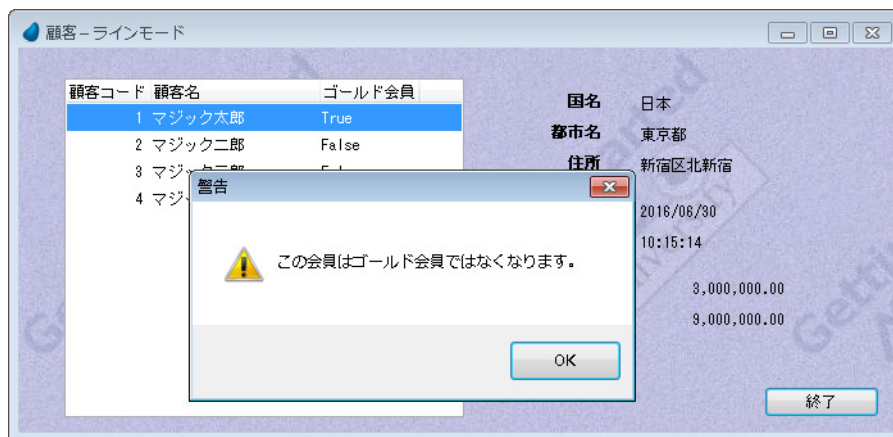 顧客−ラインモード
顧客コード 顧客名 ゴールド会員
1 マジック太郎 True
2 マジック二郎 False
3
4 マジ
国名 日本
都市名 東京都
住所 新宿区北新宿
2016/06/30
10:15:14
3,000,000.00
9,000,000.00
警告
この会員はゴールド会員ではなくなります。
OK
終了